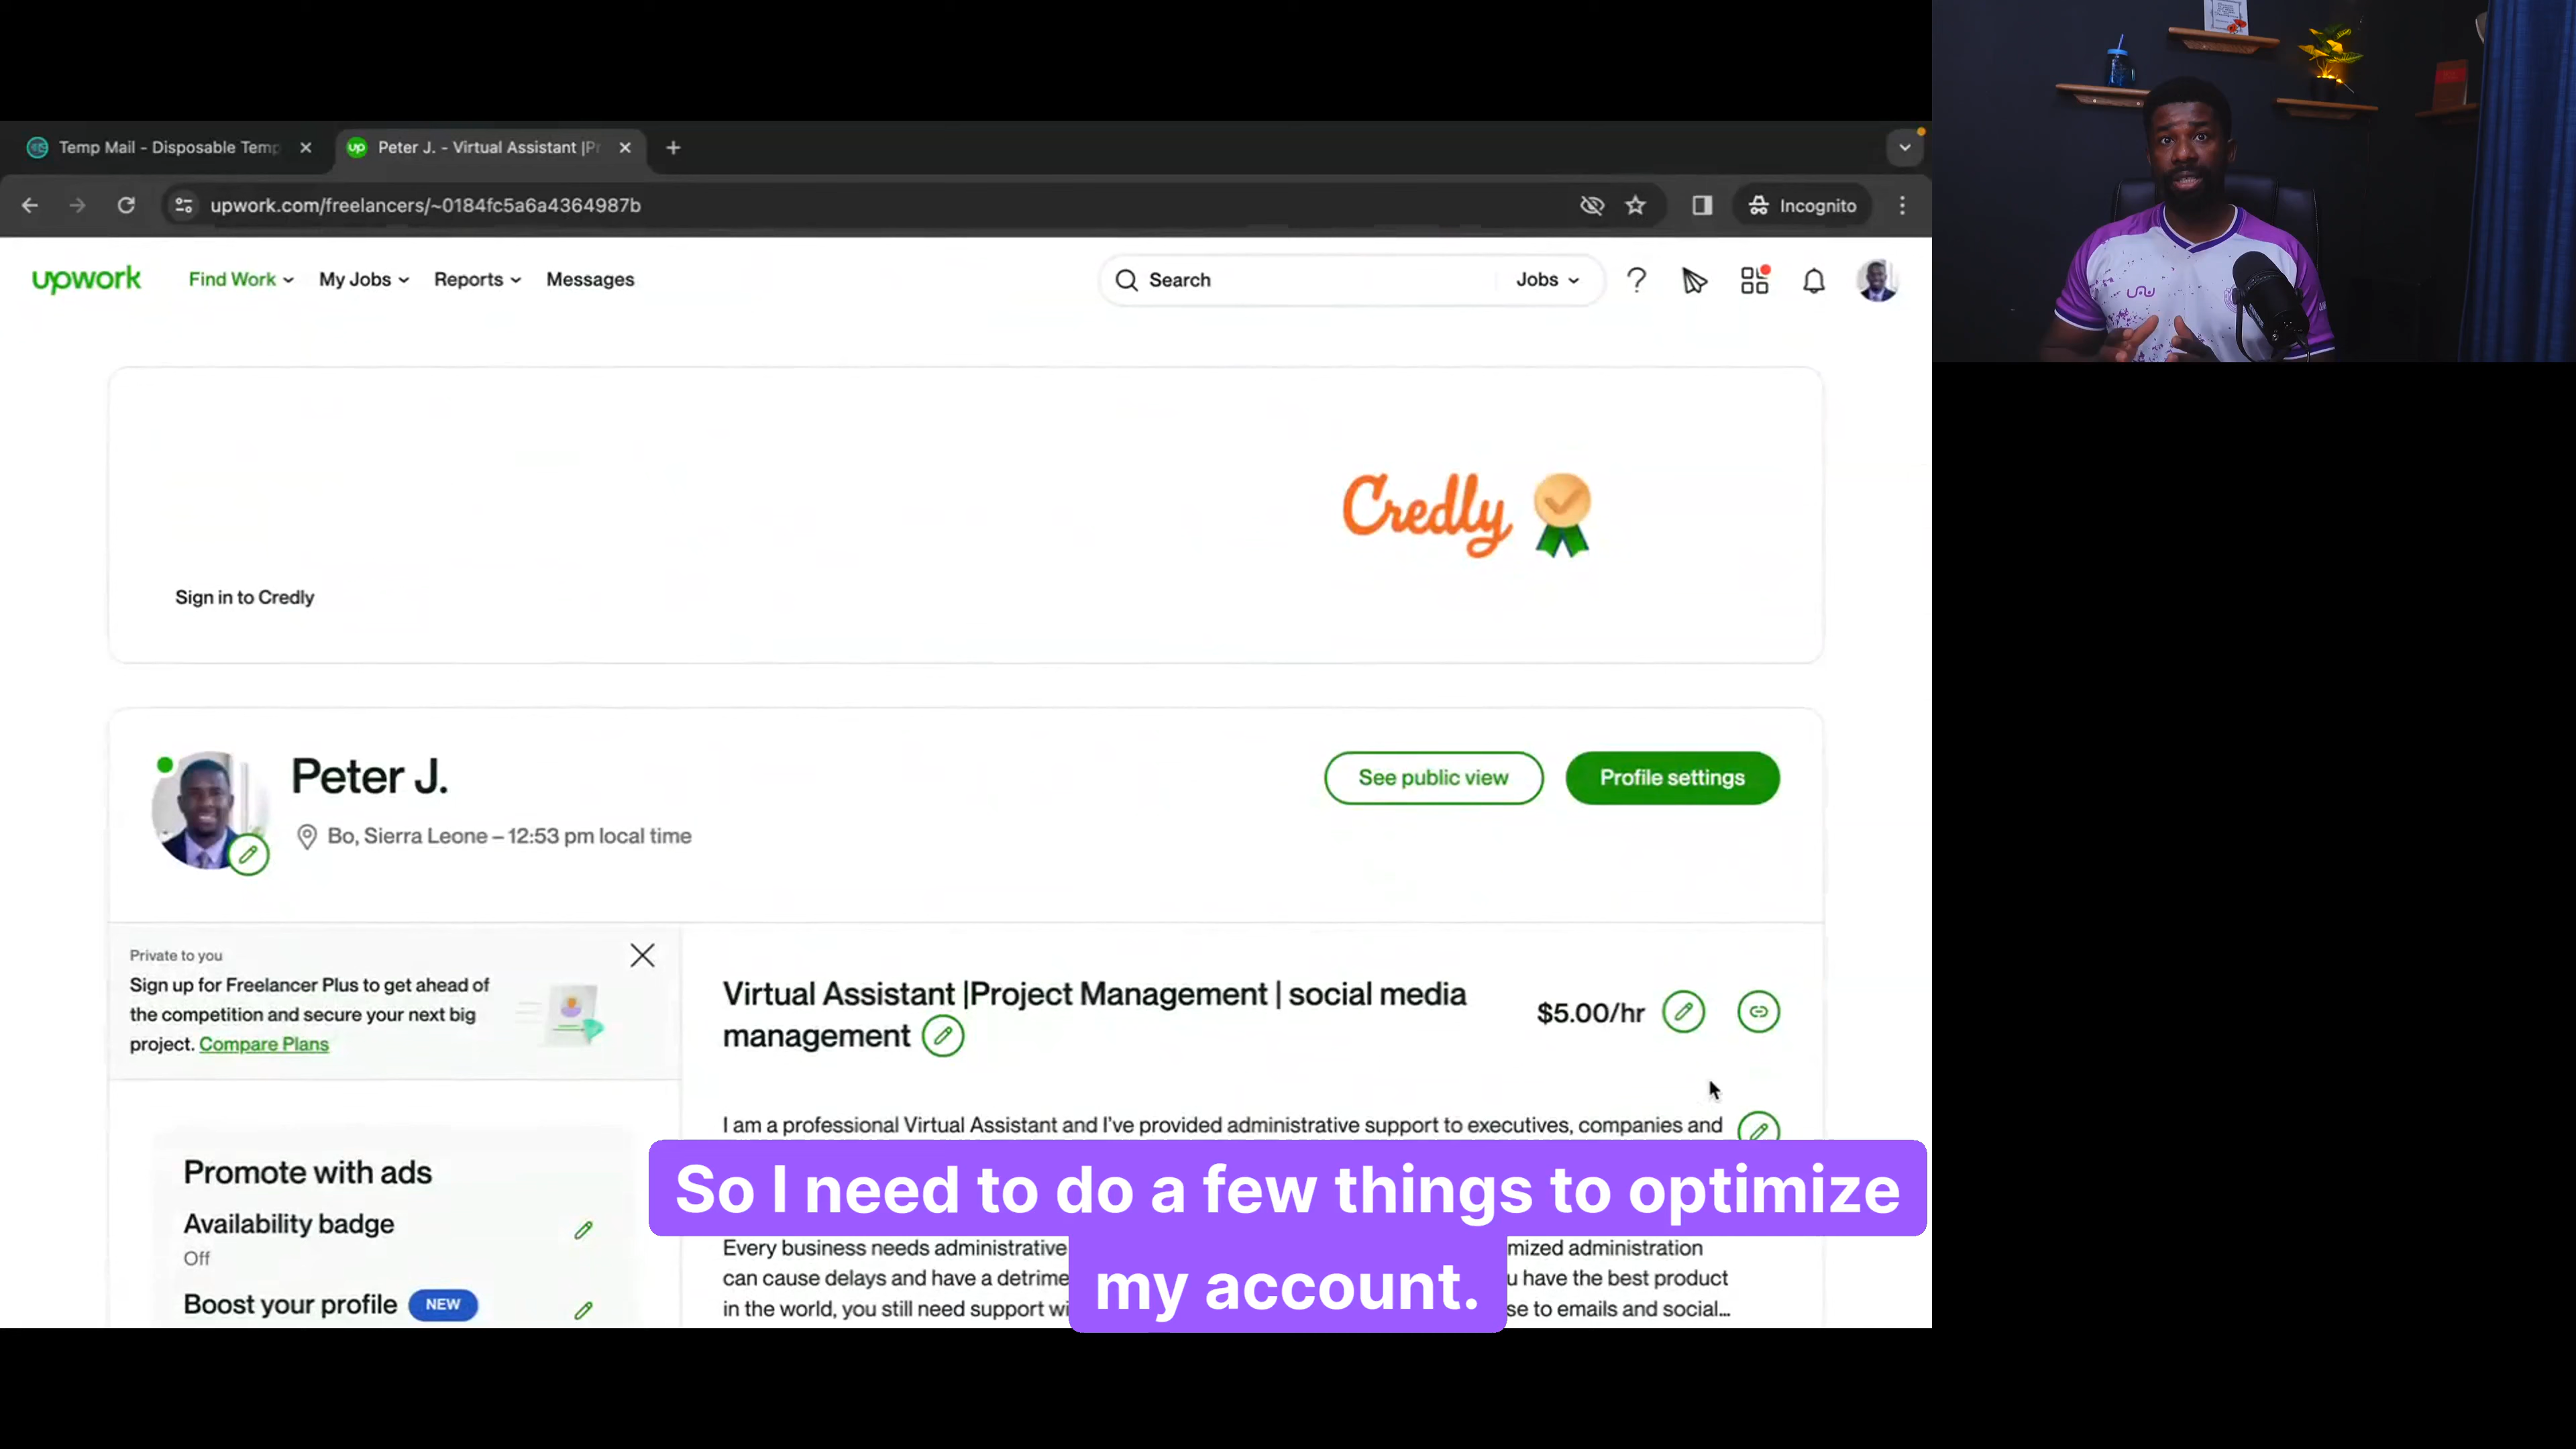 Temp Mail - Disposable Temp
Peter J. - Virtual Assistant |Pr
upwork.com/freelancers/~0184fc5a6a4364987b
Incognito
upwork
Find Work
My Jobs
Reports
Messages
Search
Jobs
Credly
Sign in to Credly
Peter J.
Bo, Sierra Leone – 12:53 pm local time
See public view
Profile settings
Private to you
Sign up for Freelancer Plus to get ahead of
the competition and secure your next big
project. Compare Plans
Virtual Assistant |Project Management | social media
management
$5.00/hr
I am a professional Virtual Assistant and I've provided administrative support to executives, companies and
Promote with ads
Availability badge
Off
Boost your profile NEW
So I need to do a few things to optimize
my account.
Every business needs administrative mized administration
can cause delays and have a detrime u have the best product
in the world, you still need support wi se to emails and social...